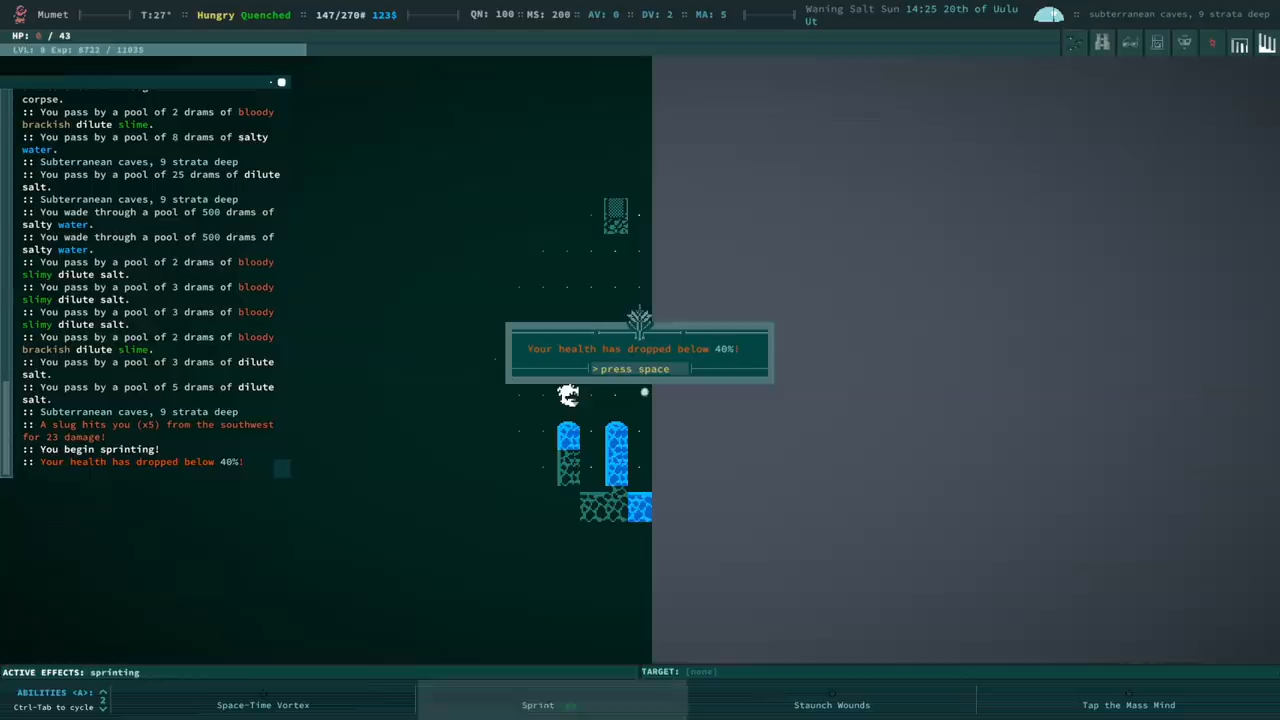 Mumet T:27° Hungry Quenched :: 147/270# 123$ QN: 100:: MS: 200 :: AV: 0 :: DV: 2 :: MA: 5 Waning Salt Sun 14:25 20th of Uulu Ut :: subterranean caves, 9 strata deep
HP: 0 / 43
LVL: 8 Exp: 8722 / 11035
corpse.
:: You pass by a pool of 2 drams of bloody
brackish dilute slime.
:: You pass by a pool of 8 drams of salty
water.
:: Subterranean caves, 9 strata deep
:: You pass by a pool of 25 drams of dilute
salt.
:: Subterranean caves, 9 strata deep
:: You wade through a pool of 500 drams of
salty water.
:: You wade through a pool of 500 drams of
salty water.
:: You pass by a pool of 2 drams of bloody
slimy dilute salt.
:: You pass by a pool of 3 drams of bloody
slimy dilute salt.
:: You pass by a pool of 3 drams of bloody
slimy dilute salt.
:: You pass by a pool of 2 drams of bloody
brackish dilute slime.
:: You pass by a pool of 3 drams of dilute
salt.
:: You pass by a pool of 5 drams of dilute
salt.
:: Subterranean caves, 9 strata deep
:: A slug hits you (x5) from the southwest
for 23 damage!
:: You begin sprinting!
:: Your health has dropped below 40%!
Your health has dropped below 40%!
>press space
ACTIVE EFFECTS: sprinting
TARGET: [none]
ABILITIES <A>: 2
Ctrl-Tab to cycle
Space-Time Vortex
Sprint
Staunch Wounds
Tap the Mass Mind